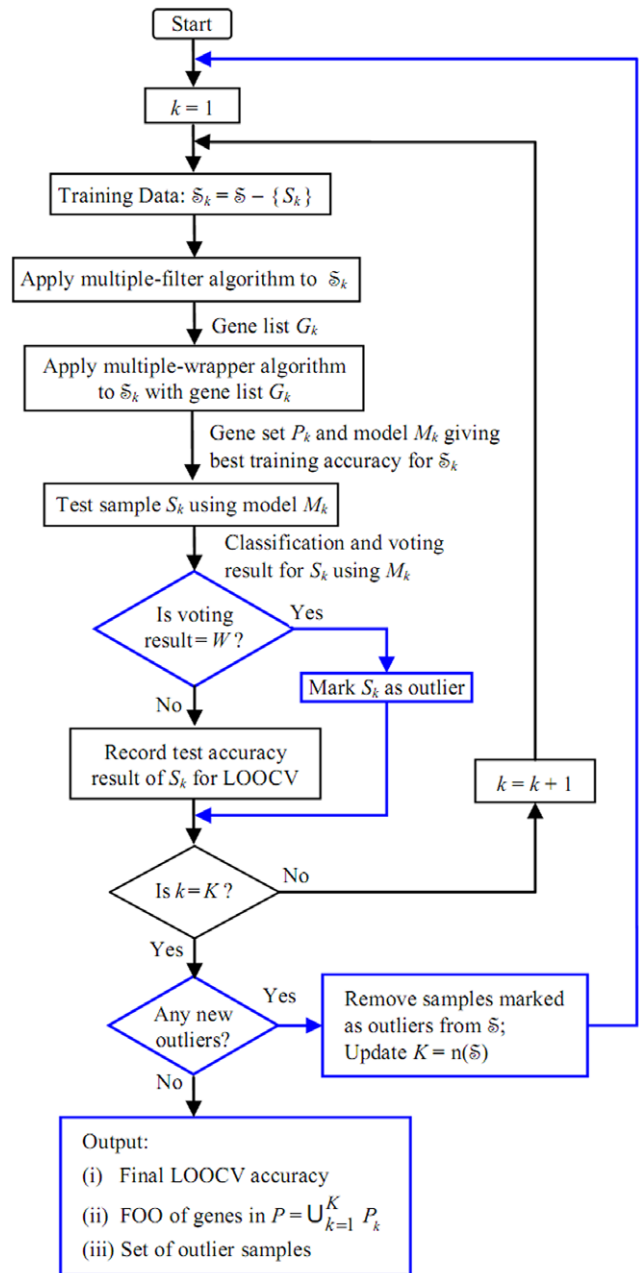 Start
k = 1
Training Data: 𝕊k = 𝕊 − {Sk}
Apply multiple-filter algorithm to 𝕊k
Gene list Gk
Apply multiple-wrapper algorithm
to 𝕊k with gene list Gk
Gene set Pk and model Mk giving
best training accuracy for 𝕊k
Test sample Sk using model Mk
Classification and voting
result for Sk using Mk
Is voting
result = W ?
Yes
Mark Sk as outlier
No
Record test accuracy
result of Sk for LOOCV
k = k + 1
Is k = K ?
No
Yes
Any new
outliers?
Yes
Remove samples marked
as outliers from 𝕊;
Update K = n(𝕊)
No
Output:
(i) Final LOOCV accuracy
(ii) FOO of genes in P = ⋃_{k=1}^{K} Pk
(iii) Set of outlier samples